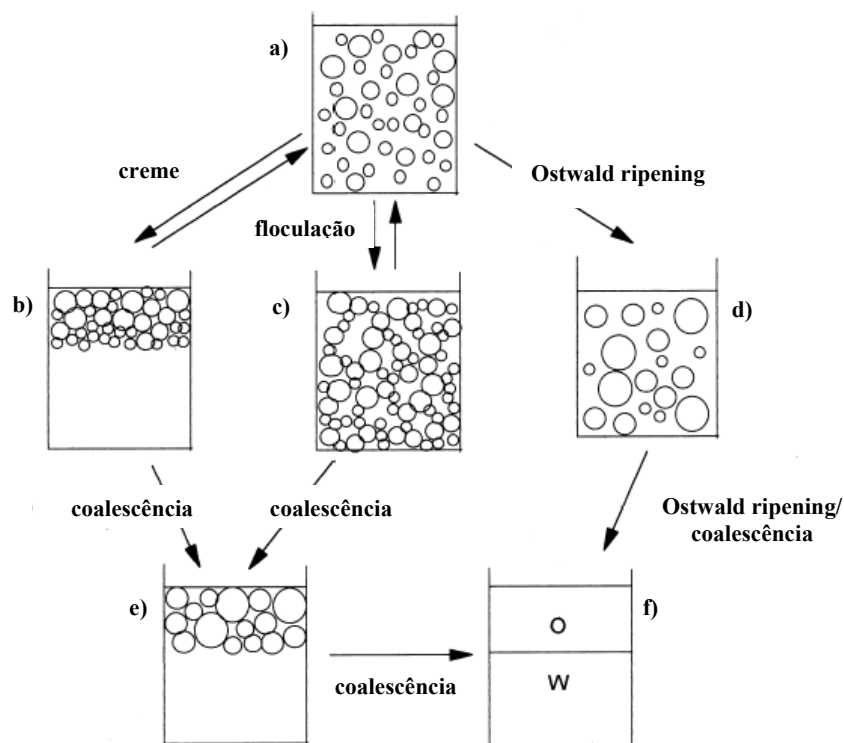 a)
creme
Ostwald ripening
floculação
b)
c)
d)
coalescência
coalescência
Ostwald ripening/
coalescência
e)
f)
O
W
coalescência